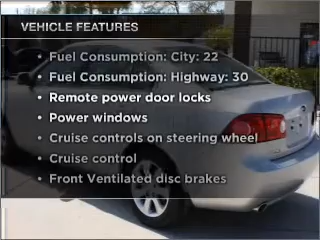 VEHICLE FEATURES
• Fuel Consumption: City: 22
• Fuel Consumption: Highway: 30
• Remote power door locks
• Power windows
• Cruise controls on steering wheel
• Cruise control
• Front Ventilated disc brakes